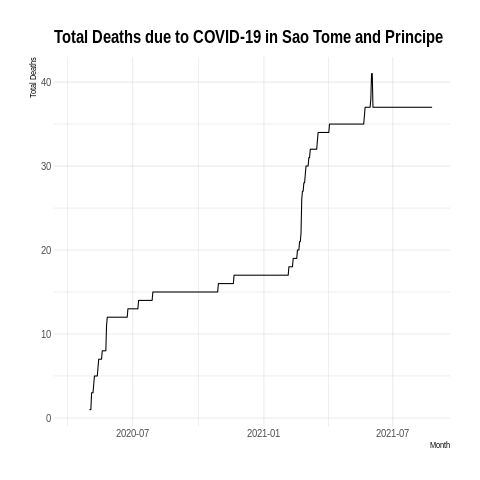 Total Deaths due to COVID-19 in Sao Tome and Principe
Total Deaths
40
30
20
10
0
2020-07 2021-01 2021-07
Month